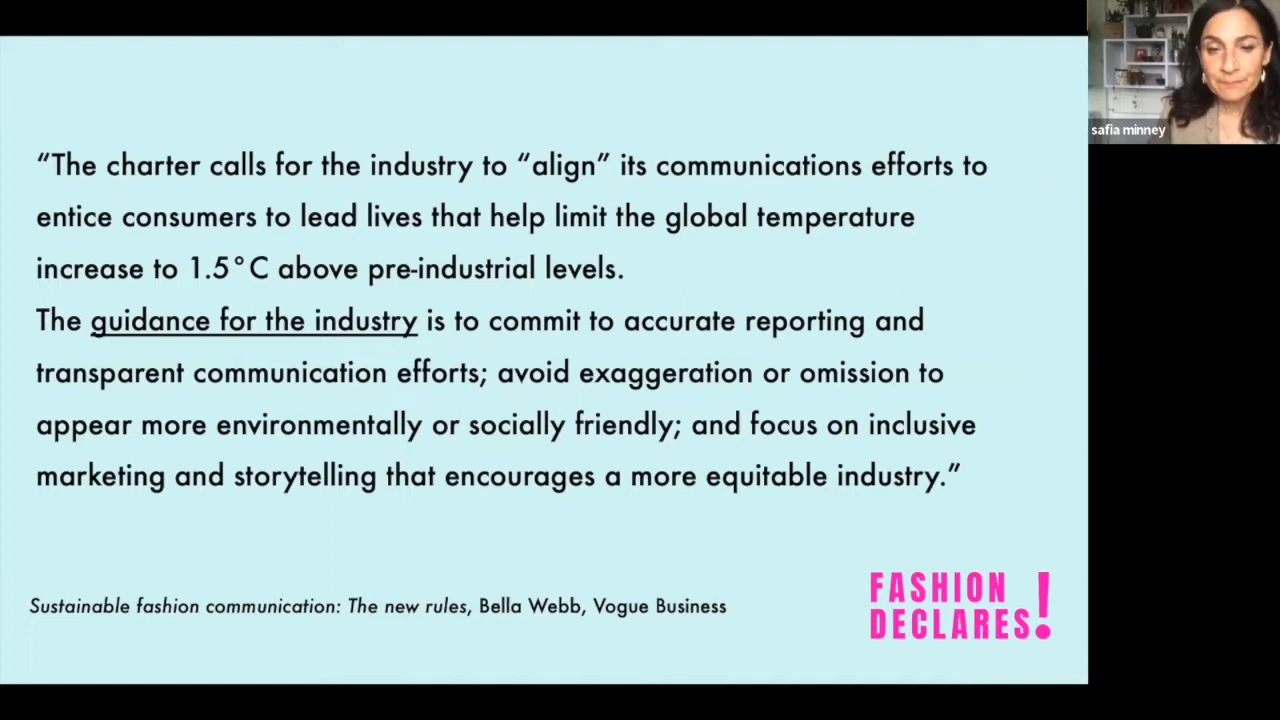 “The charter calls for the industry to “align” its communications efforts to
entice consumers to lead lives that help limit the global temperature
increase to 1.5°C above pre-industrial levels.
The guidance for the industry is to commit to accurate reporting and
transparent communication efforts; avoid exaggeration or omission to
appear more environmentally or socially friendly; and focus on inclusive
marketing and storytelling that encourages a more equitable industry.”
Sustainable fashion communication: The new rules, Bella Webb, Vogue Business
FASHION
DECLARES!
safia minney